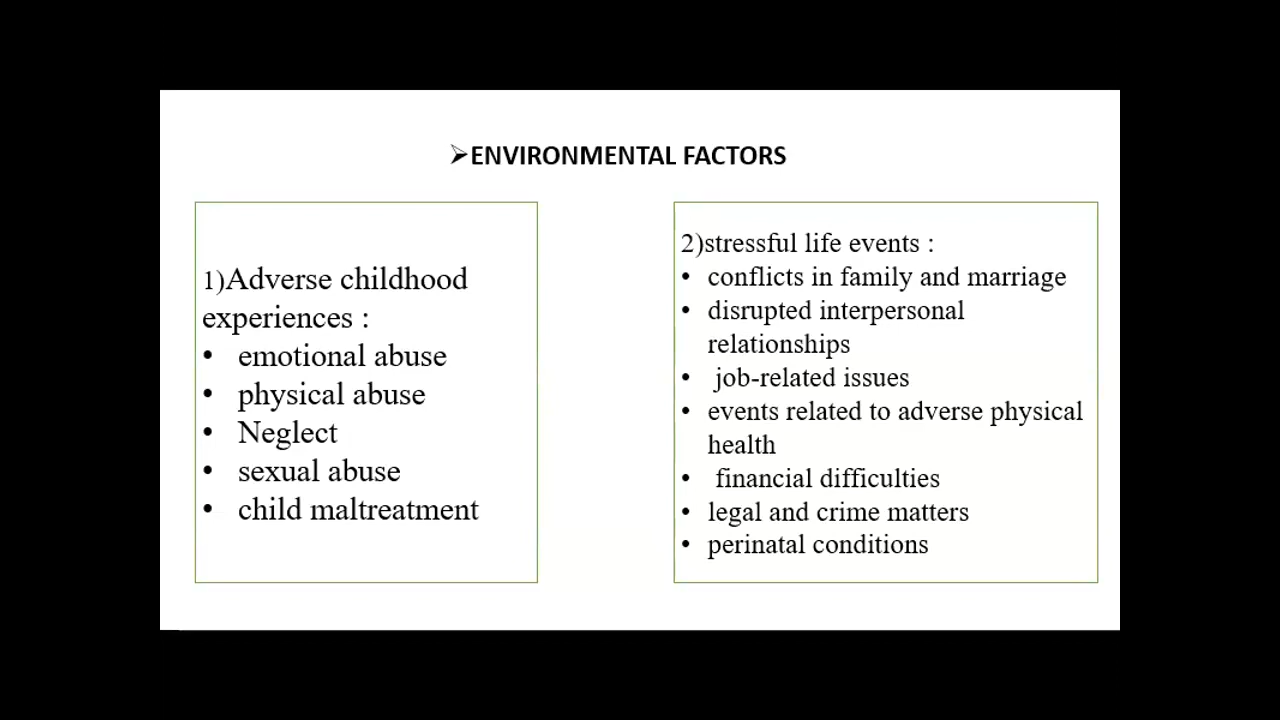 ➢ENVIRONMENTAL FACTORS
1)Adverse childhood
experiences :
• emotional abuse
• physical abuse
• Neglect
• sexual abuse
• child maltreatment
2)stressful life events :
• conflicts in family and marriage
• disrupted interpersonal
relationships
• job-related issues
• events related to adverse physical
health
• financial difficulties
• legal and crime matters
• perinatal conditions